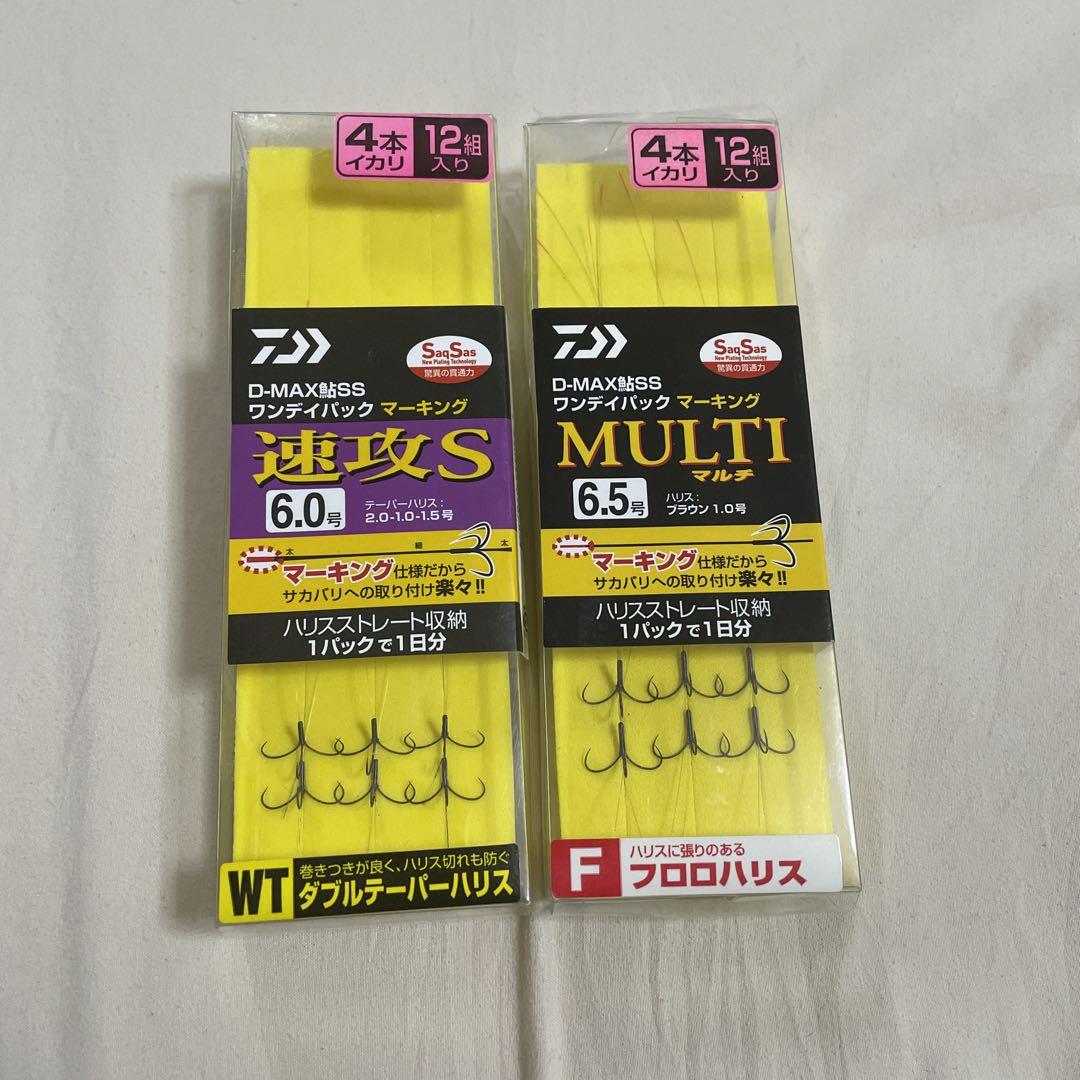 4本
イカリ
12組
入り
SaqSas
New Plating Technology
驚異の貫通力
D-MAX鮎SS
ワンデイパック マーキング
速攻S
6.0号
テーパーハリス：
2.0-1.0-1.5号
太 細 太
マーキング仕様だから
サカバリへの取り付け楽々!!
ハリスストレート収納
1パックで1日分
WT
巻きつきが良く、ハリス切れも防ぐ
ダブルテーパーハリス
4本
イカリ
12組
入り
SaqSas
New Plating Technology
驚異の貫通力
D-MAX鮎SS
ワンデイパック マーキング
MULTI
マルチ
6.5号
ハリス：
ブラウン 1.0号
マーキング仕様だから
サカバリへの取り付け楽々!!
ハリスストレート収納
1パックで1日分
F
ハリスに張りのある
フロロハリス